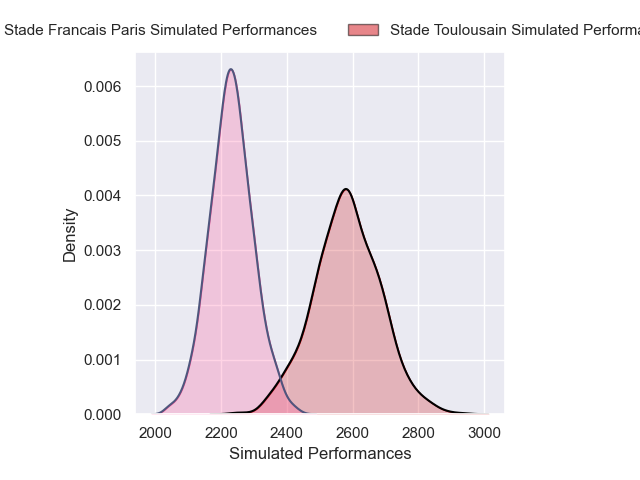 Stade Francais Paris Simulated Performances
Stade Toulousain Simulated
0.006
0.005
0.004
0.003
0.002
0.001
0.000
Density
2000 2200 2400 2600 2800 3000
Simulated Performances